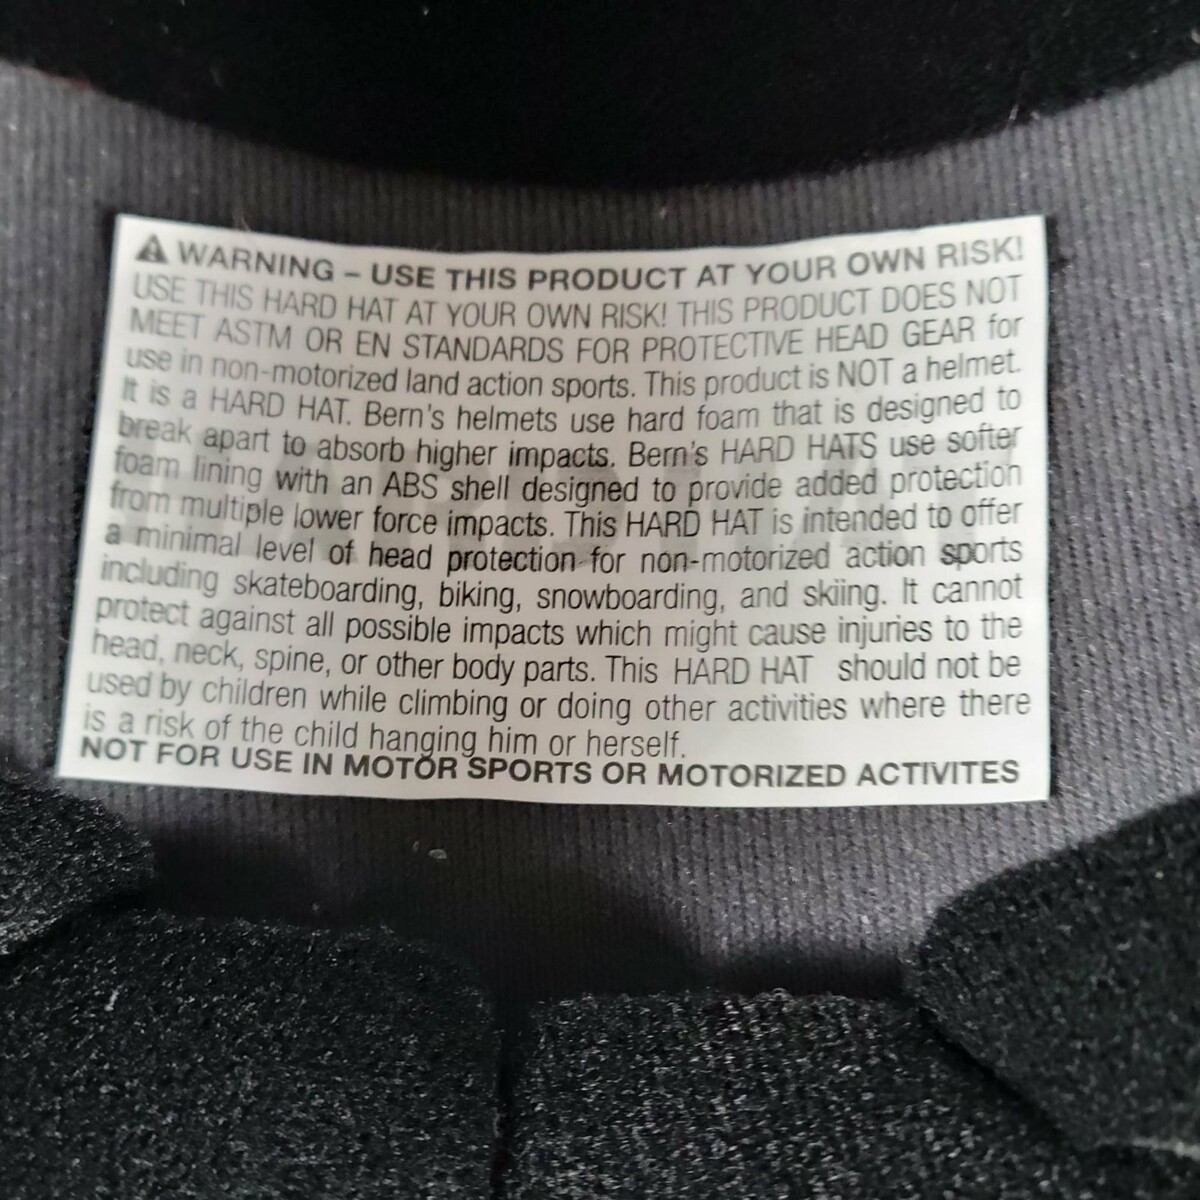 ⚠ WARNING – USE THIS PRODUCT AT YOUR OWN RISK!
USE THIS HARD HAT AT YOUR OWN RISK! THIS PRODUCT DOES NOT
MEET ASTM OR EN STANDARDS FOR PROTECTIVE HEAD GEAR for
use in non-motorized land action sports. This product is NOT a helmet.
It is a HARD HAT. Bern's helmets use hard foam that is designed to
break apart to absorb higher impacts. Bern's HARD HATS use softer
foam lining with an ABS shell designed to provide added protection
from multiple lower force impacts. This HARD HAT is intended to offer
a minimal level of head protection for non-motorized action sports
including skateboarding, biking, snowboarding, and skiing. It cannot
protect against all possible impacts which might cause injuries to the
head, neck, spine, or other body parts. This HARD HAT should not be
used by children while climbing or doing other activities where there
is a risk of the child hanging him or herself.
NOT FOR USE IN MOTOR SPORTS OR MOTORIZED ACTIVITES